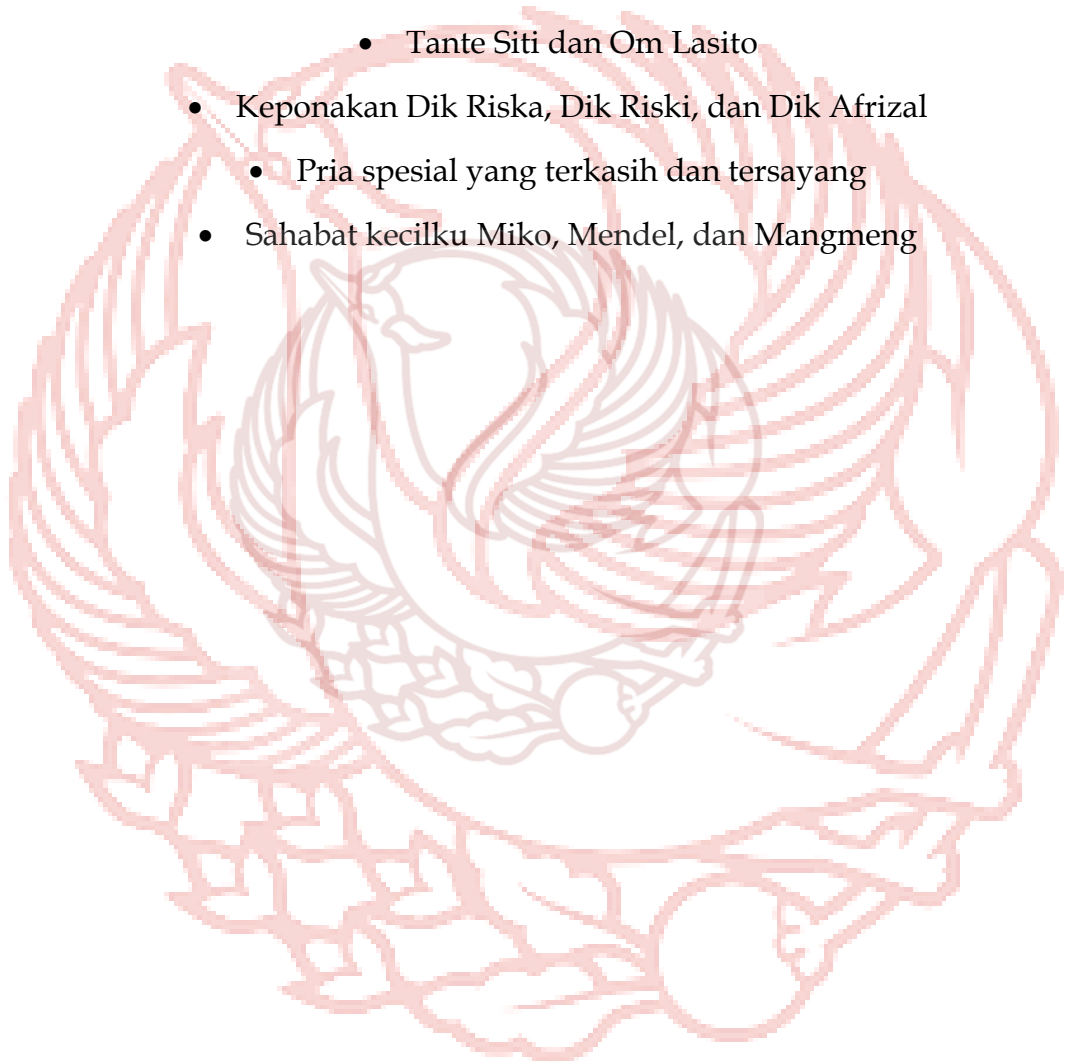 • Tante Siti dan Om Lasito
• Keponakan Dik Riska, Dik Riski, dan Dik Afrizal
• Pria spesial yang terkasih dan tersayang
• Sahabat kecilku Miko, Mendel, dan Mangmeng